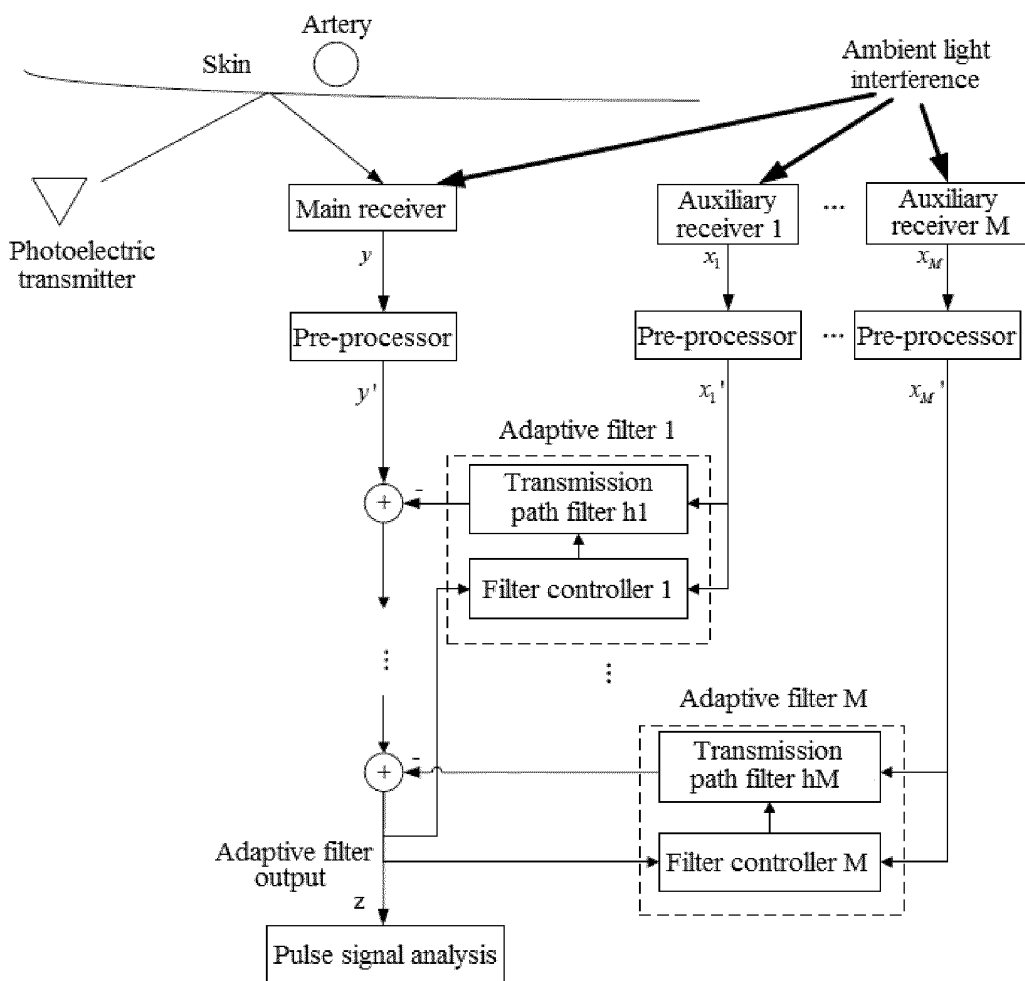 Artery
Skin
Ambient light
interference
Photoelectric
transmitter
Main receiver
Auxiliary
receiver 1
...
Auxiliary
receiver M
y
x1
xM
Pre-processor
Pre-processor
...
Pre-processor
y'
x1'
xM'
Adaptive filter 1
Transmission
path filter h1
-
+
Filter controller 1
...
...
Adaptive filter M
Transmission
path filter hM
-
+
Filter controller M
Adaptive filter
output
z
Pulse signal analysis